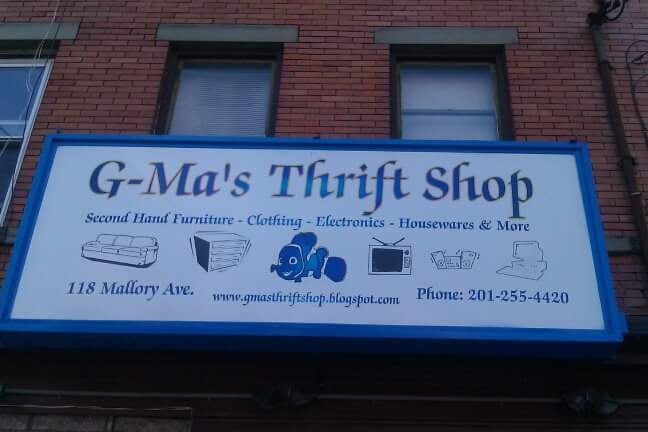 G-Ma's Thrift Shop
Second Hand Furniture - Clothing - Electronics - Housewares & More
118 Mallory Ave.
www.gmasthriftshop.blogspot.com
Phone: 201-255-4420